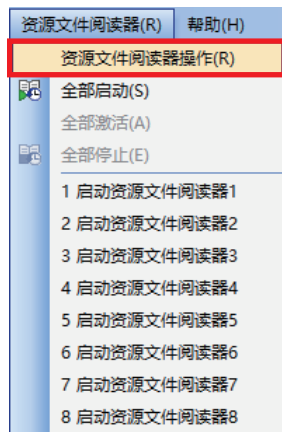 资源文件阅读器(R) 帮助(H)
资源文件阅读器操作(R)
全部启动(S)
全部激活(A)
全部停止(E)
1 启动资源文件阅读器1
2 启动资源文件阅读器2
3 启动资源文件阅读器3
4 启动资源文件阅读器4
5 启动资源文件阅读器5
6 启动资源文件阅读器6
7 启动资源文件阅读器7
8 启动资源文件阅读器8